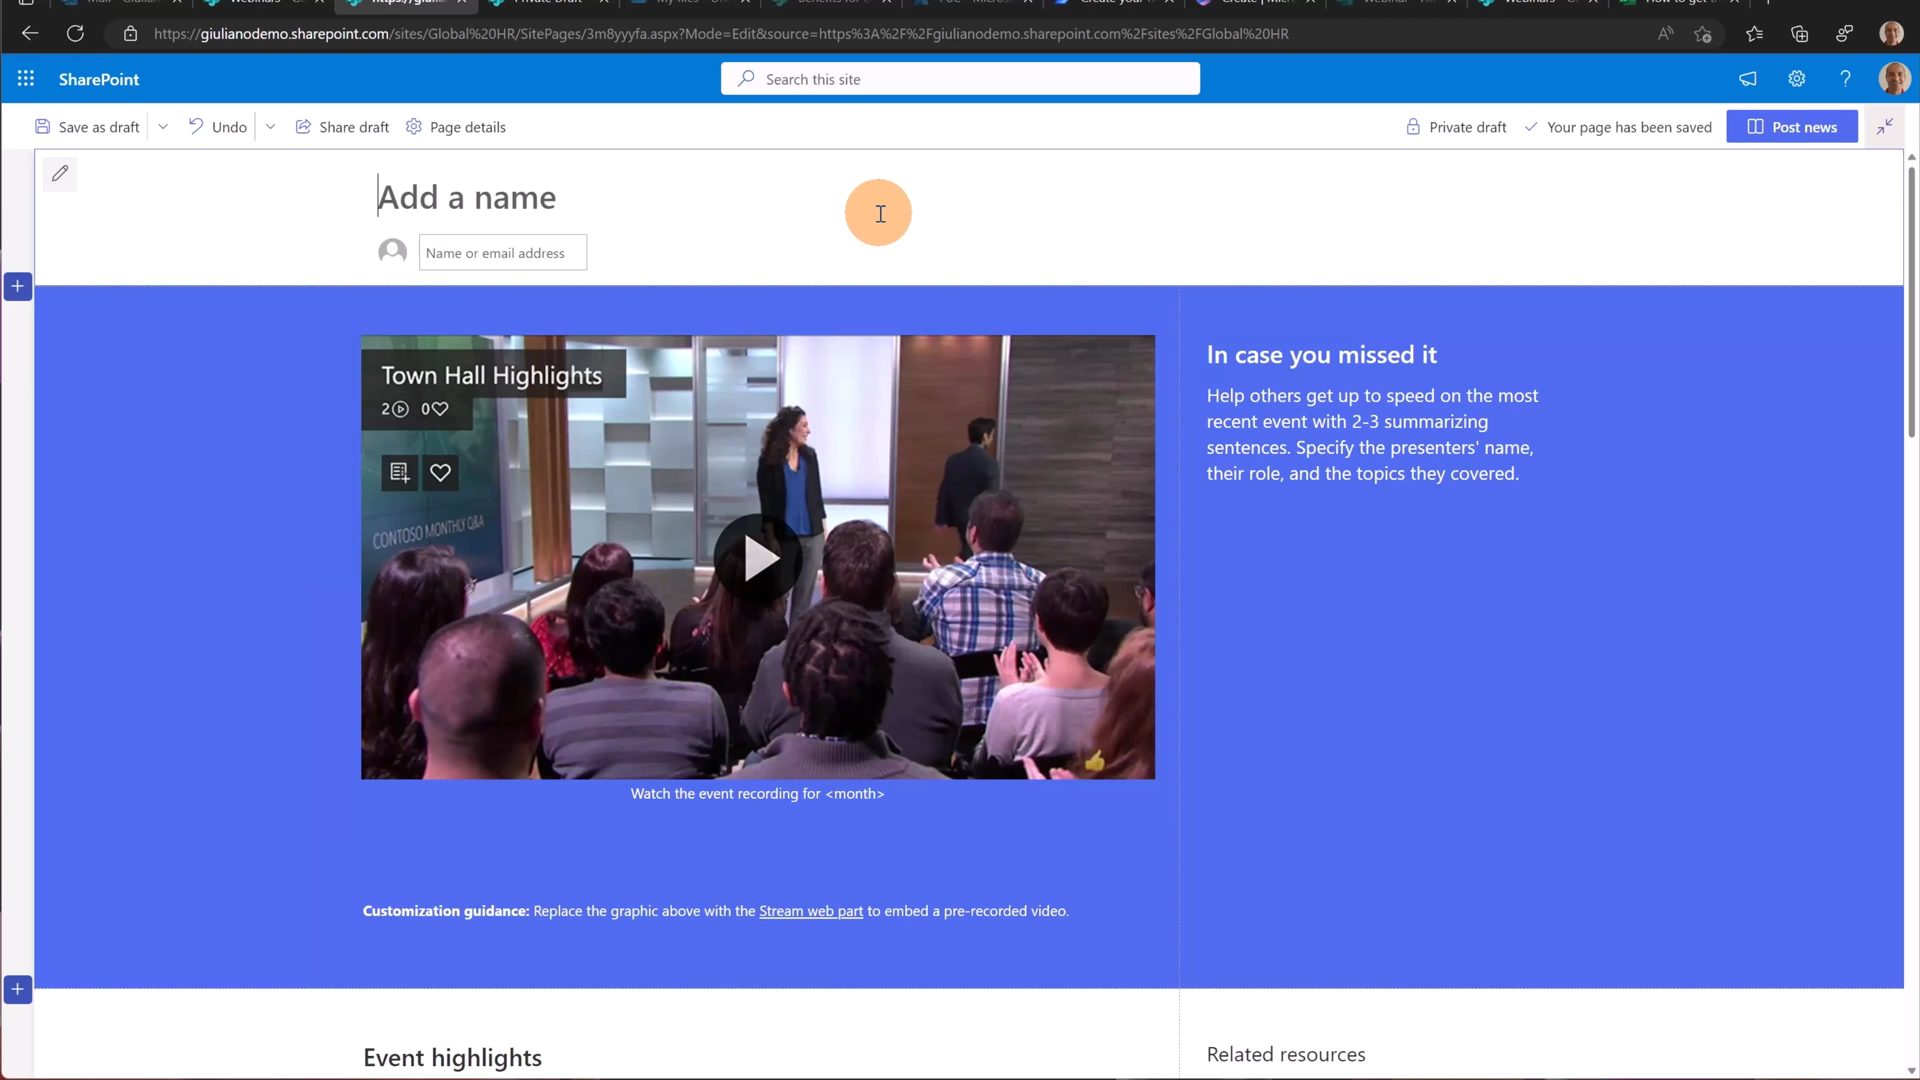 https://giulianodemo.sharepoint.com/sites/Global%20HR/SitePages/3m8yyyfa.aspx?Mode=Edit&source=https%3A%2F%2Fgiulianodemo.sharepoint.com%2Fsites%2FGlobal%20HR
SharePoint
Search this site
Save as draft
Undo
Share draft
Page details
Private draft
Your page has been saved
Post news
Add a name
Name or email address
Town Hall Highlights
2 0
CONTOSO MONTHLY Q&A
Watch the event recording for <month>
Customization guidance: Replace the graphic above with the Stream web part to embed a pre-recorded video.
In case you missed it
Help others get up to speed on the most
recent event with 2-3 summarizing
sentences. Specify the presenters' name,
their role, and the topics they covered.
Event highlights
Related resources